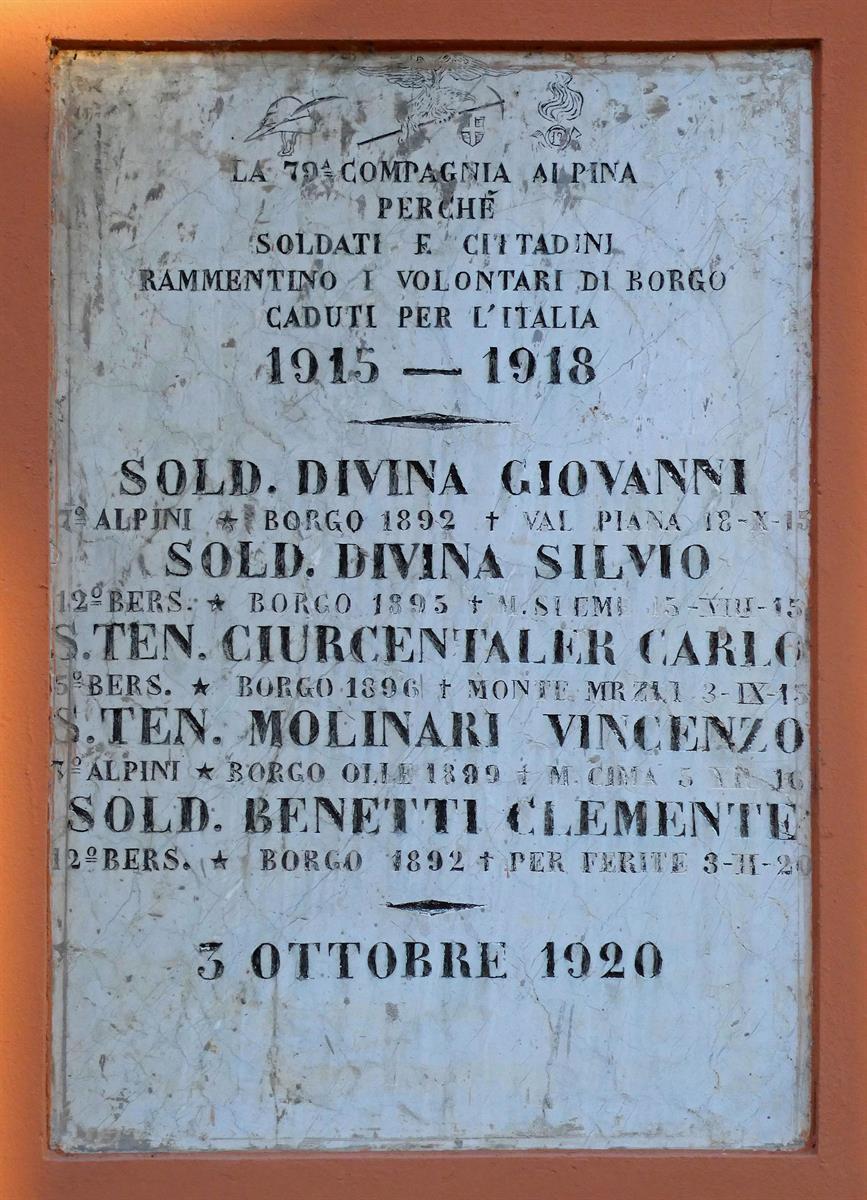 LA 79ª COMPAGNIA ALPINA
PERCHÉ
SOLDATI E CITTADINI
RAMMENTINO I VOLONTARI DI BORGO
CADUTI PER L'ITALIA
1915 — 1918
SOLD. DIVINA GIOVANNI
7º ALPINI ★ BORGO 1892 † VAL PIANA 18-X-15
SOLD. DIVINA SILVIO
12º BERS. ★ BORGO 1895 † M. 15-VIII-15
S.TEN. CIURCENTALER CARLO
5º BERS. ★ BORGO 1896 † MONTE MRZLI 3-IX-15
S.TEN. MOLINARI VINCENZO
7º ALPINI ★ BORGO OLLE 1899 † M. CIMA 5 16
SOLD. BENETTI CLEMENTE
12º BERS. ★ BORGO 1892 † PER FERITE 3-II-20
3 OTTOBRE 1920